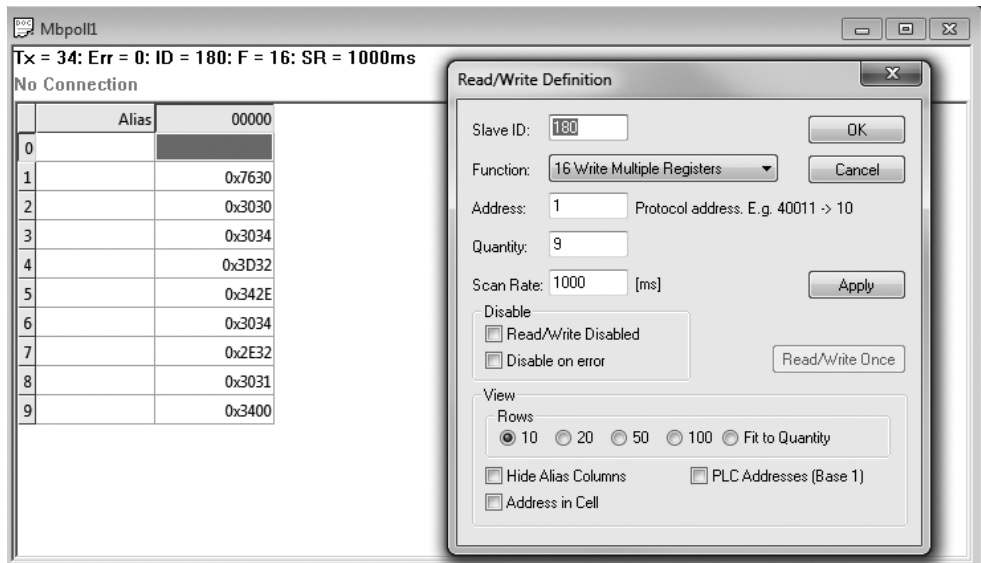 Mbpoll1
Tx = 34: Err = 0: ID = 180: F = 16: SR = 1000ms
No Connection
Alias 00000
0
1 0x7630
2 0x3030
3 0x3034
4 0x3D32
5 0x342E
6 0x3034
7 0x2E32
8 0x3031
9 0x3400
Read/Write Definition
Slave ID: 180 OK
Function: 16 Write Multiple Registers Cancel
Address: 1 Protocol address. E.g. 40011 -> 10
Quantity: 9
Scan Rate: 1000 [ms] Apply
Disable
Read/Write Disabled
Disable on error Read/Write Once
View
Rows
10 20 50 100 Fit to Quantity
Hide Alias Columns PLC Addresses (Base 1)
Address in Cell